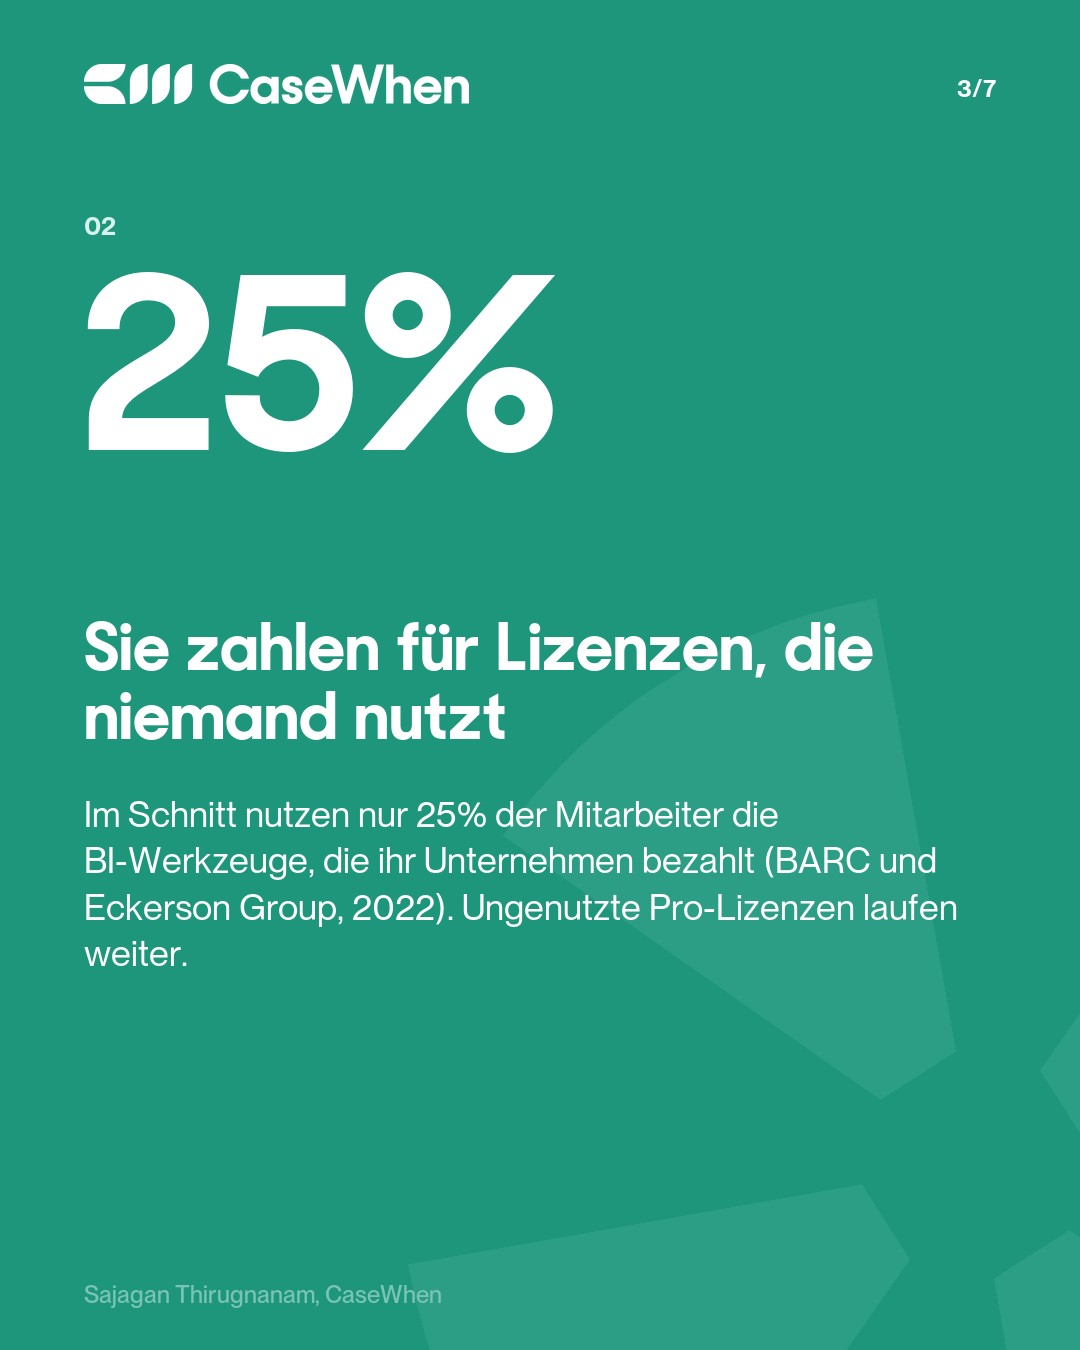 CaseWhen
3/7
02
25%
Sie zahlen für Lizenzen, die
niemand nutzt
Im Schnitt nutzen nur 25% der Mitarbeiter die
BI-Werkzeuge, die ihr Unternehmen bezahlt (BARC und
Eckerson Group, 2022). Ungenutzte Pro-Lizenzen laufen
weiter.
Sajagan Thirugnanam, CaseWhen